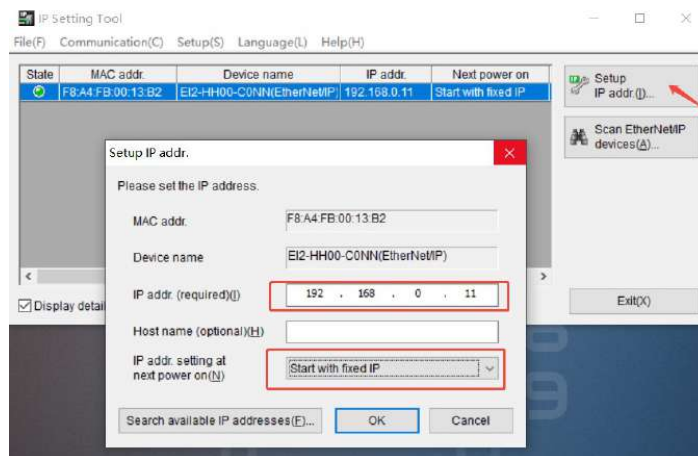 IP Setting Tool
File(F) Communication(C) Setup(S) Language(L) Help(H)
State MAC addr. Device name IP addr. Next power on
F8:A4:FB:00:13:B2 EI2-HH00-C0NN(EtherNet/IP) 192.168.0.11 Start with fixed IP
Setup
IP addr.(I)...
Scan EtherNet/IP
devices(A)...
Setup IP addr.
Please set the IP address.
MAC addr. F8:A4:FB:00:13:B2
Device name EI2-HH00-C0NN(EtherNet/IP)
IP addr. (required)(I) 192 . 168 . 0 . 11
Host name (optional)(H)
IP addr. setting at
next power on(N) Start with fixed IP
Search available IP addresses(F)... OK Cancel
Display detail
Exit(X)